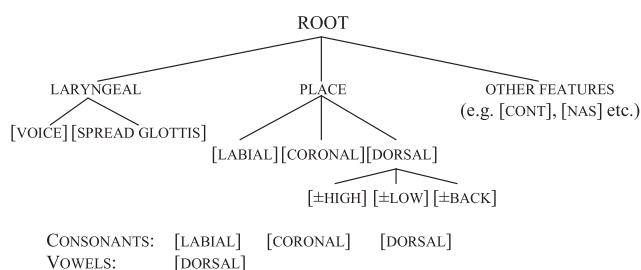 ROOT
LARYNGEAL PLACE OTHER FEATURES
(e.g. [CONT], [NAS] etc.)
[VOICE] [SPREAD GLOTTIS]
[LABIAL] [CORONAL] [DORSAL]
[±HIGH] [±LOW] [±BACK]
CONSONANTS: [LABIAL] [CORONAL] [DORSAL]
VOWELS: [DORSAL]